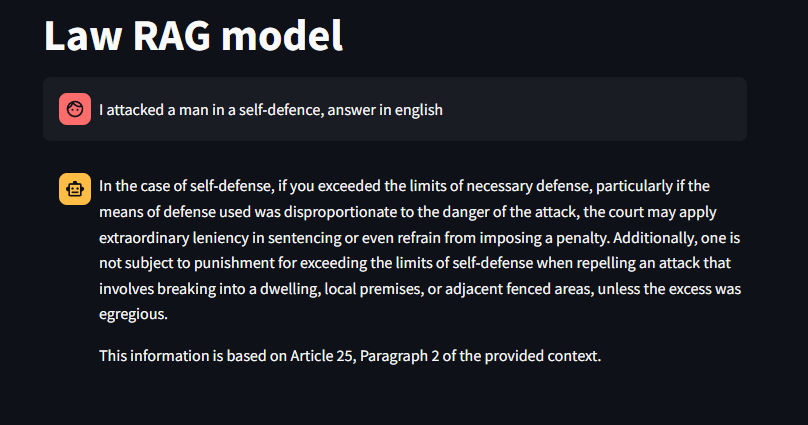 Law RAG model
I attacked a man in a self-defence, answer in english
In the case of self-defense, if you exceeded the limits of necessary defense, particularly if the
means of defense used was disproportionate to the danger of the attack, the court may apply
extraordinary leniency in sentencing or even refrain from imposing a penalty. Additionally, one is
not subject to punishment for exceeding the limits of self-defense when repelling an attack that
involves breaking into a dwelling, local premises, or adjacent fenced areas, unless the excess was
egregious.
This information is based on Article 25, Paragraph 2 of the provided context.